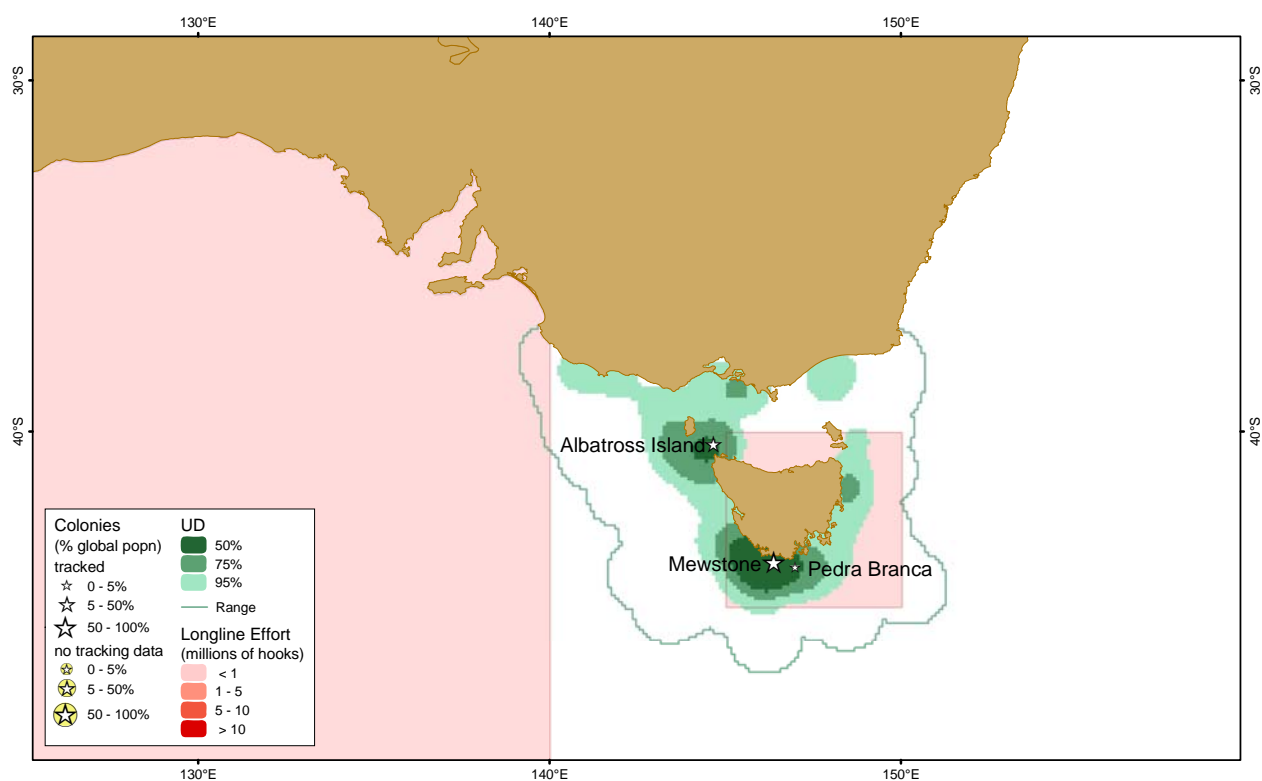 130°E 140°E 150°E
30°S 30°S
40°S 40°S
Albatross Island
Mewstone
Pedra Branca
Colonies
(% global popn)
tracked
0 - 5%
5 - 50%
50 - 100%
no tracking data
0 - 5%
5 - 50%
50 - 100%
UD
50%
75%
95%
Range
Longline Effort
(millions of hooks)
< 1
1 - 5
5 - 10
> 10
130°E 140°E 150°E